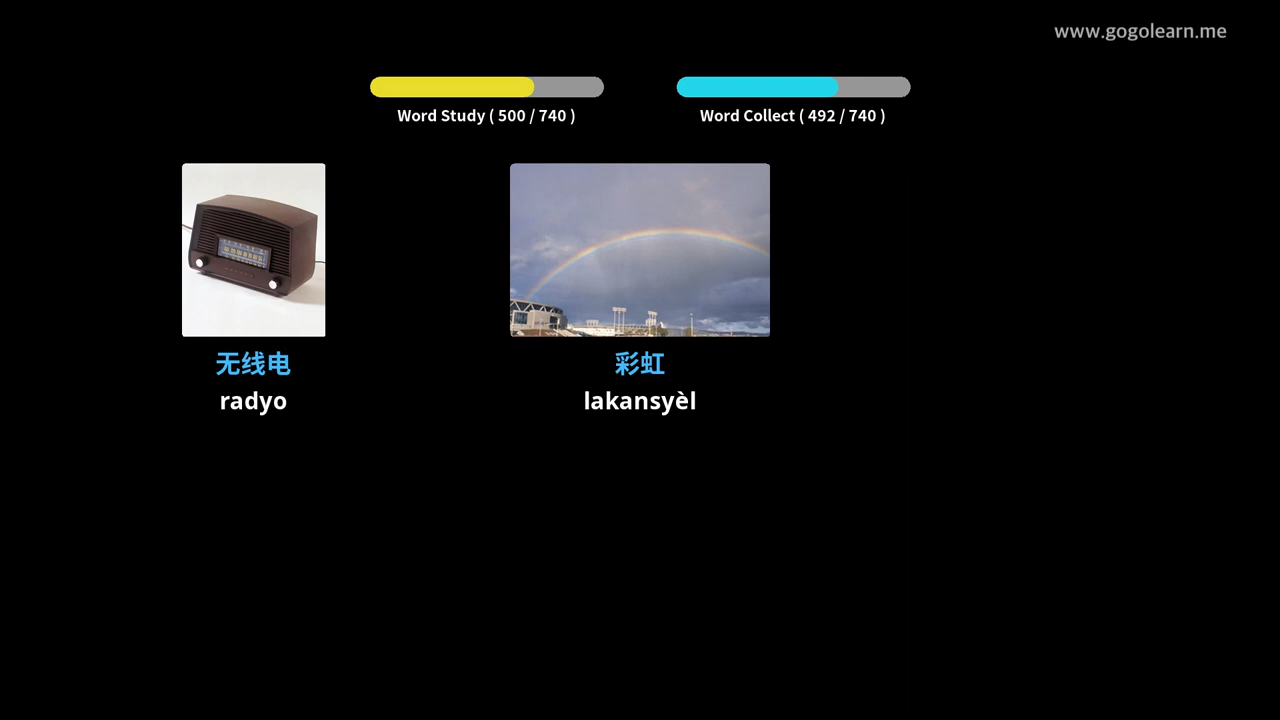 www.gogolearn.me
Word Study ( 500 / 740 )
Word Collect ( 492 / 740 )
无线电
radyo
彩虹
lakansyèl